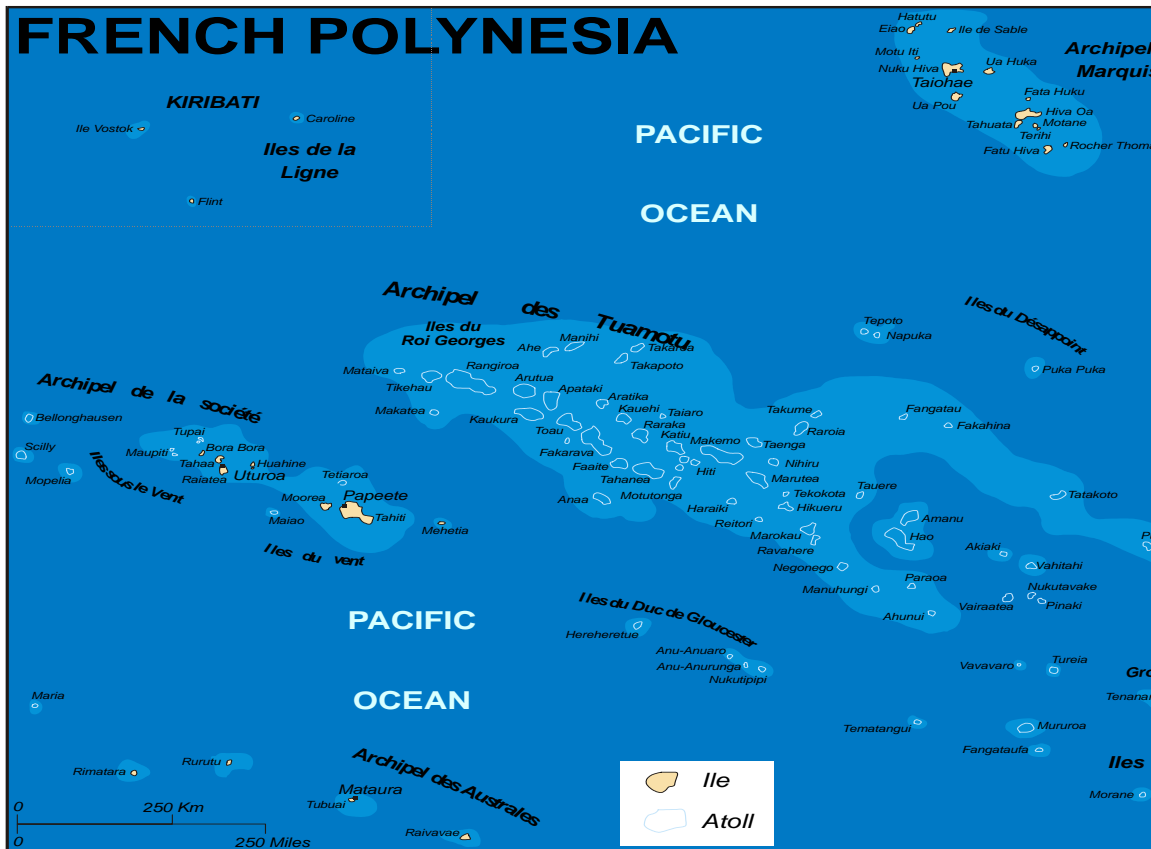 FRENCH POLYNESIA
Hatutu
Eiao
Ile de Sable
Motu Iti
Nuku Hiva
Taiohae
Ua Huka
Ua Pou
Archipel
Marquis
Fata Huku
Hiva Oa
Tahuata
Motane
Terihi
Fatu Hiva
Rocher Thoma
KIRIBATI
Ile Vostok
Caroline
Iles de la
Ligne
Flint
PACIFIC
OCEAN
Archipel des Tuamotu
Iles du
Roi Georges
Iles du Désappoint
Tepoto
Napuka
Puka Puka
Ahe
Manihi
Takaroa
Takapoto
Mataiva
Tikehau
Rangiroa
Arutua
Apataki
Aratika
Makatea
Kaukura
Toau
Kauehi
Taiaro
Raraka
Katiu
Makemo
Takume
Raroia
Taenga
Fangatau
Fakahina
Fakarava
Faaite
Tahanea
Hiti
Nihiru
Marutea
Anaa
Motutonga
Haraiki
Tekokota
Hikueru
Tauere
Reitori
Marokau
Ravahere
Amanu
Hao
Tatakoto
Akiaki
Vahitahi
Negonego
Manuhungi
Paraoa
Nukutavake
Vairaatea
Pinaki
Ahunui
Archipel de la société
Bellonghausen
Scilly
Mopelia
Tupai
Maupiti
Bora Bora
Tahaa
Raiatea
Uturoa
Huahine
Iles sous le Vent
Tetiaroa
Moorea
Papeete
Tahiti
Maiao
Mehetia
Iles du vent
PACIFIC
OCEAN
Iles du Duc de Gloucester
Hereheretue
Anu-Anuaro
Anu-Anurunga
Nukutipipi
Vavavaro
Tureia
Gro
Tenanar
Tematangui
Mururoa
Fangataufa
Iles
Morane
Maria
Rimatara
Rurutu
Archipel des Australes
Mataura
Tubuai
Raivavae
0
250 Km
0
250 Miles
Ile
Atoll